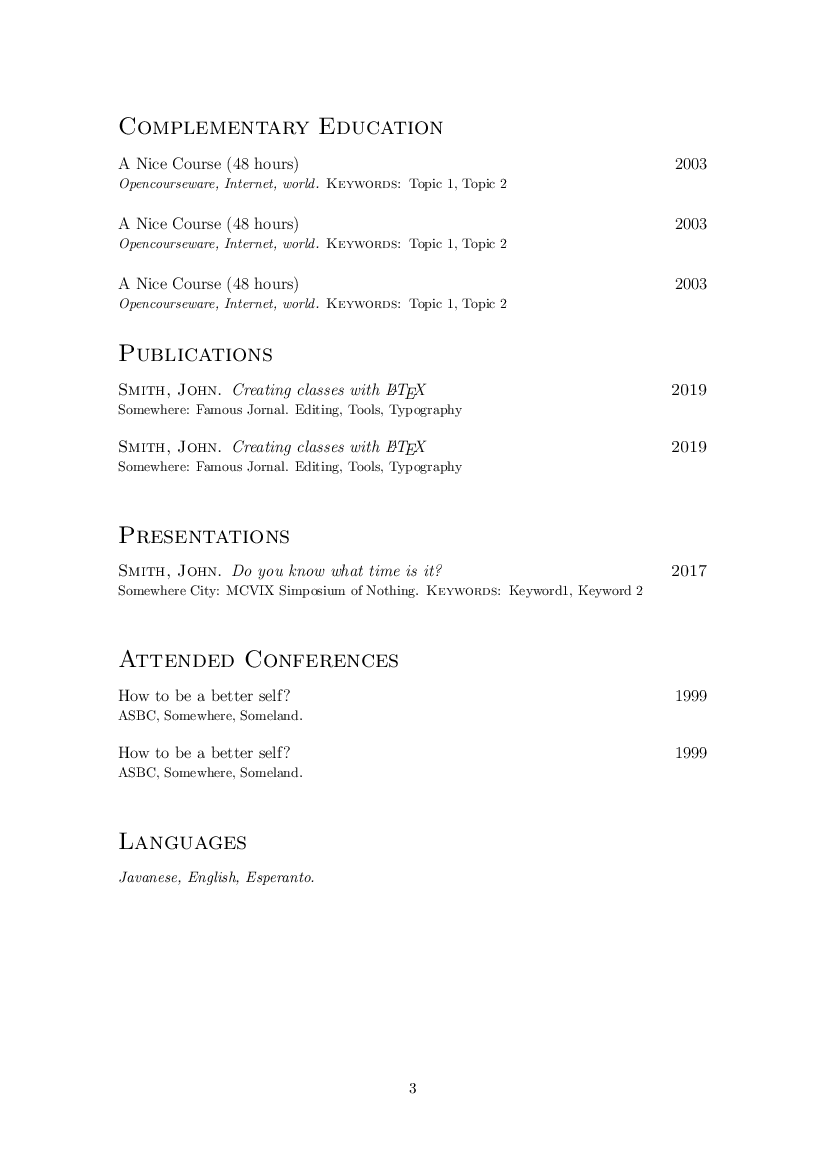 Complementary Education
A Nice Course (48 hours) 2003
Opencourseware, Internet, world. Keywords: Topic 1, Topic 2
A Nice Course (48 hours) 2003
Opencourseware, Internet, world. Keywords: Topic 1, Topic 2
A Nice Course (48 hours) 2003
Opencourseware, Internet, world. Keywords: Topic 1, Topic 2
Publications
Smith, John. Creating classes with LATEX 2019
Somewhere: Famous Jornal. Editing, Tools, Typography
Smith, John. Creating classes with LATEX 2019
Somewhere: Famous Jornal. Editing, Tools, Typography
Presentations
Smith, John. Do you know what time is it? 2017
Somewhere City: MCVIX Simposium of Nothing. Keywords: Keyword1, Keyword 2
Attended Conferences
How to be a better self? 1999
ASBC, Somewhere, Someland.
How to be a better self? 1999
ASBC, Somewhere, Someland.
Languages
Javanese, English, Esperanto.
3